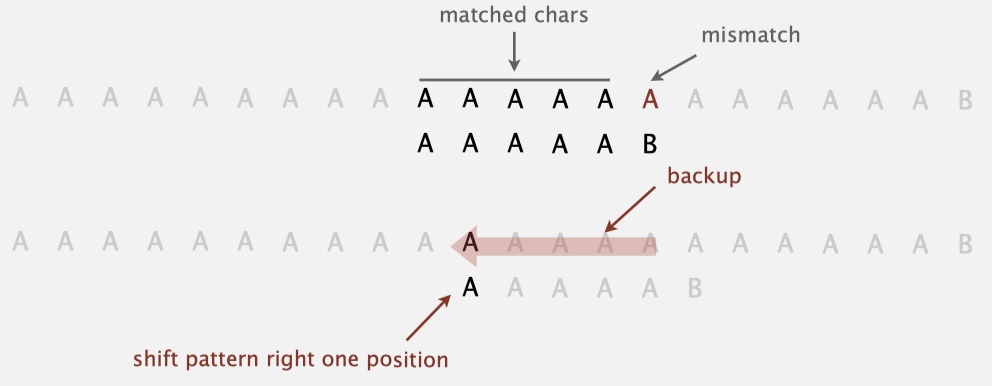 matched chars
mismatch
A A A A A A A A A A A A A A A A A A A A A B
A A A A A B
backup
A A A A A A A A A A A A A A A A A A A A A B
A A A A A B
shift pattern right one position